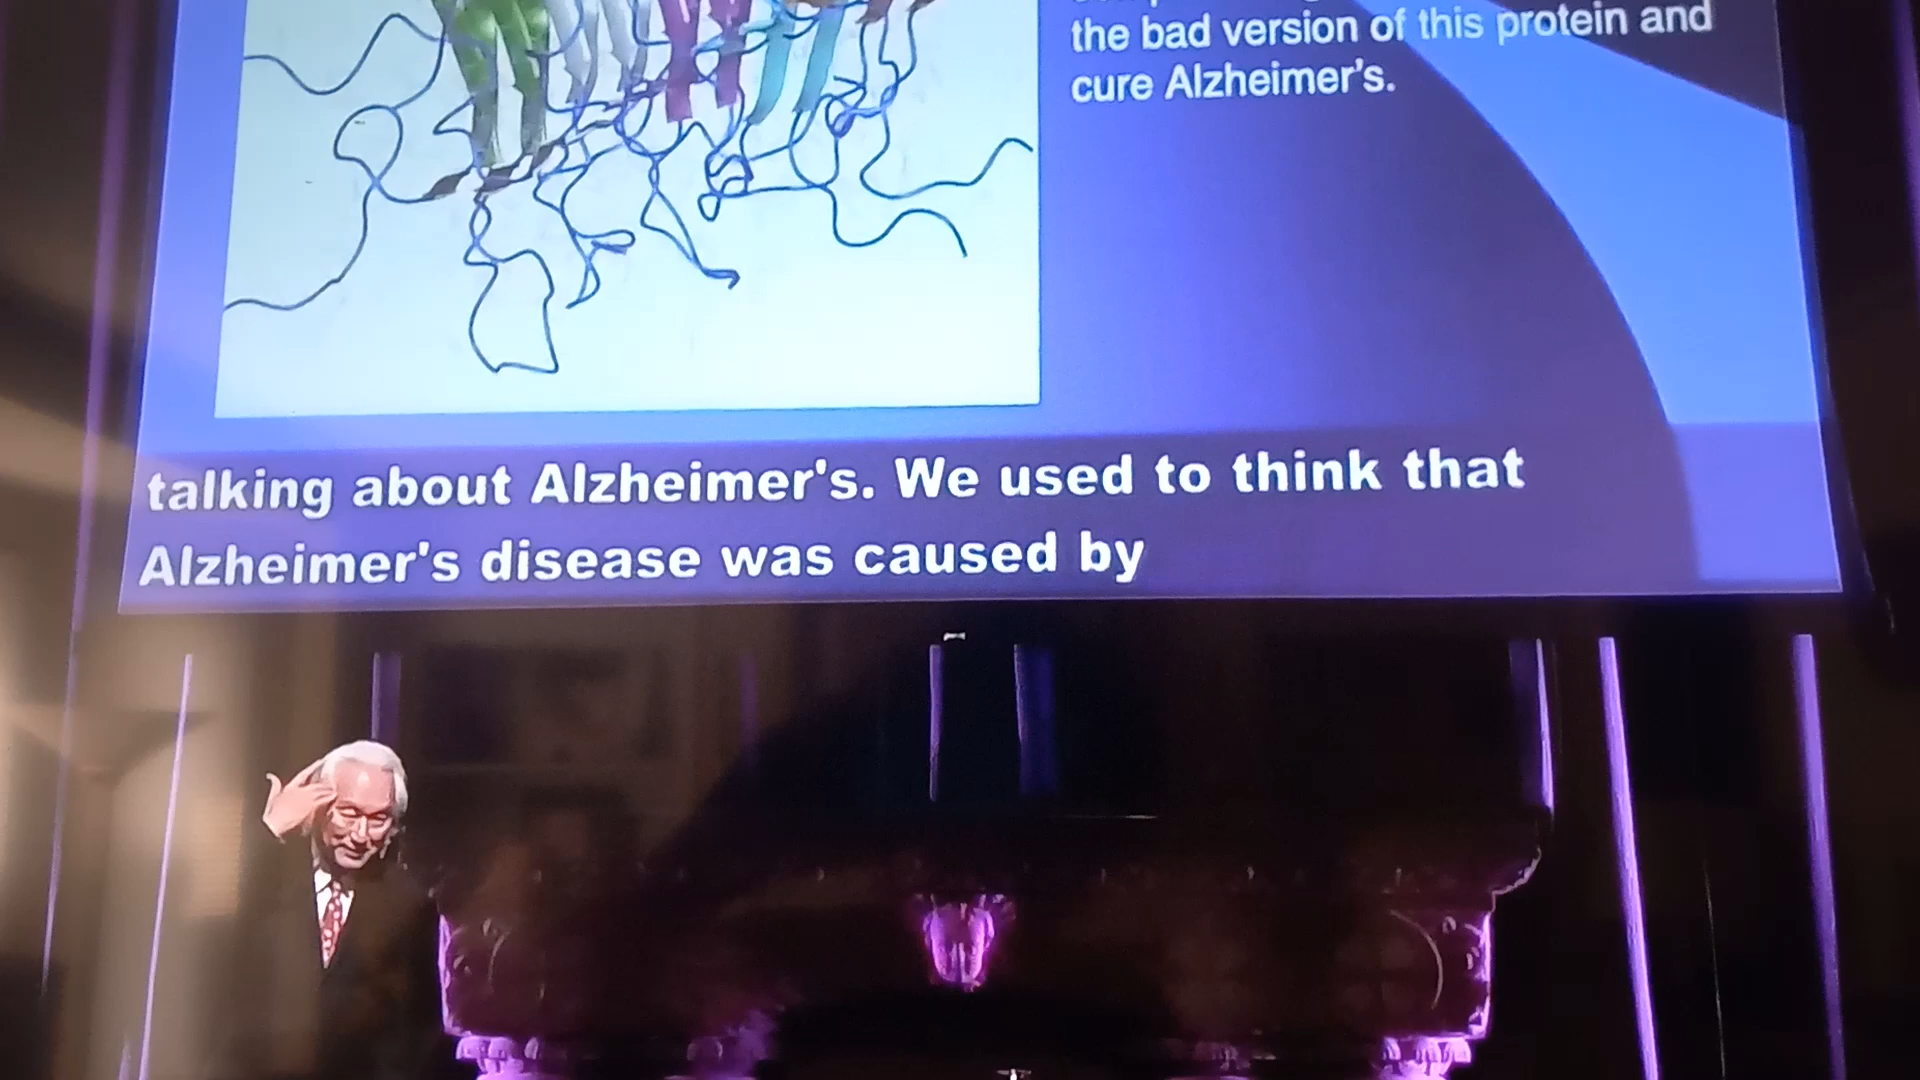 the bad version of this protein and
cure Alzheimer's.
talking about Alzheimer's. We used to think that
Alzheimer's disease was caused by